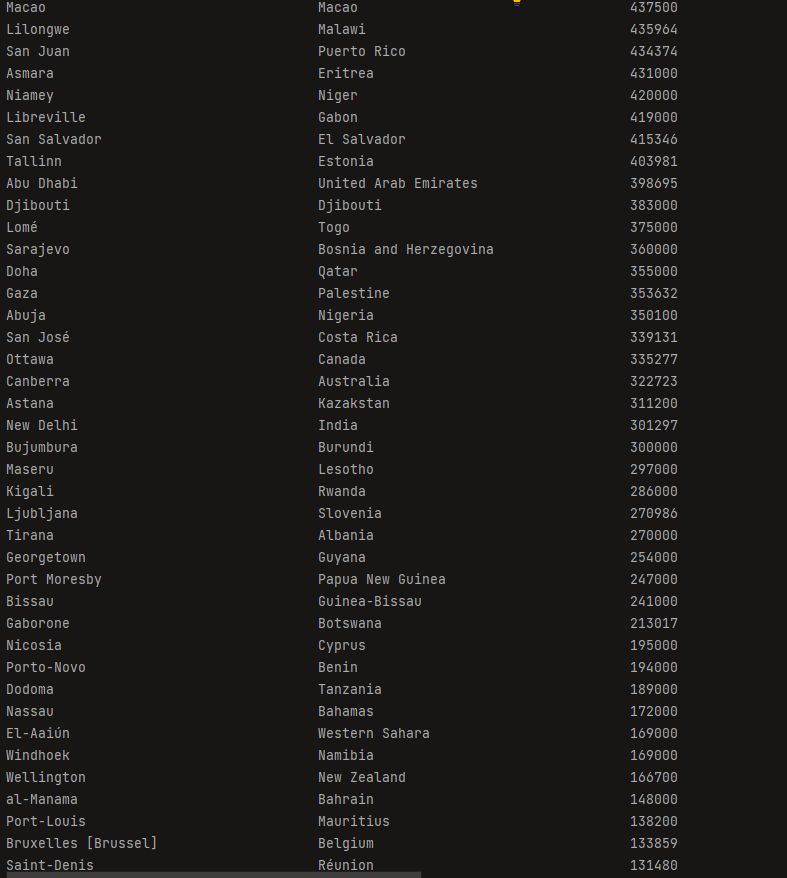 Macao Macao 437500
Lilongwe Malawi 435964
San Juan Puerto Rico 434374
Asmara Eritrea 431000
Niamey Niger 420000
Libreville Gabon 419000
San Salvador El Salvador 415346
Tallinn Estonia 403981
Abu Dhabi United Arab Emirates 398695
Djibouti Djibouti 383000
Lomé Togo 375000
Sarajevo Bosnia and Herzegovina 360000
Doha Qatar 355000
Gaza Palestine 353632
Abuja Nigeria 350100
San José Costa Rica 339131
Ottawa Canada 335277
Canberra Australia 322723
Astana Kazakstan 311200
New Delhi India 301297
Bujumbura Burundi 300000
Maseru Lesotho 297000
Kigali Rwanda 286000
Ljubljana Slovenia 270986
Tirana Albania 270000
Georgetown Guyana 254000
Port Moresby Papua New Guinea 247000
Bissau Guinea-Bissau 241000
Gaborone Botswana 213017
Nicosia Cyprus 195000
Porto-Novo Benin 194000
Dodoma Tanzania 189000
Nassau Bahamas 172000
El-Aaiún Western Sahara 169000
Windhoek Namibia 169000
Wellington New Zealand 166700
al-Manama Bahrain 148000
Port-Louis Mauritius 138200
Bruxelles [Brussel] Belgium 133859
Saint-Denis Réunion 131480